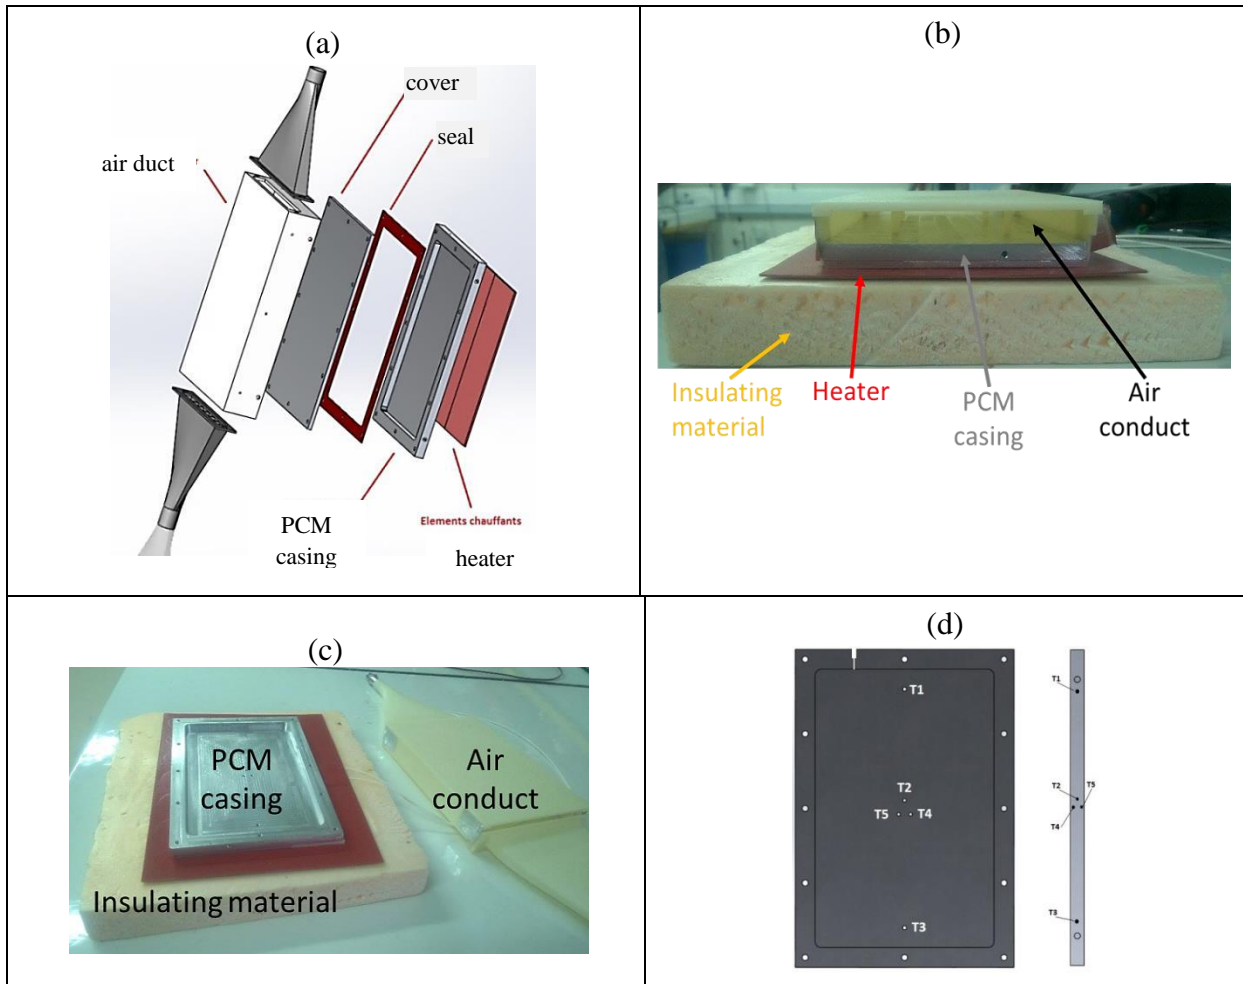 (a)
cover
seal
air duct
PCM
casing
Elements chauffants
heater
(b)
Insulating
material
Heater
PCM
casing
Air
conduct
(c)
PCM
casing
Air
conduct
Insulating material
(d)
T1
T2
T5
T4
T3
T1
T2
T5
T4
T3